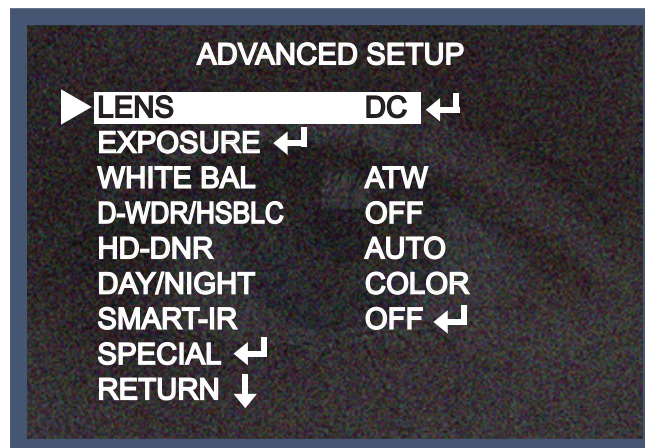 ADVANCED SETUP
LENS DC ↵
EXPOSURE ↵
WHITE BAL ATW
D-WDR/HSBLC OFF
HD-DNR AUTO
DAY/NIGHT COLOR
SMART-IR OFF ↵
SPECIAL ↵
RETURN ↓